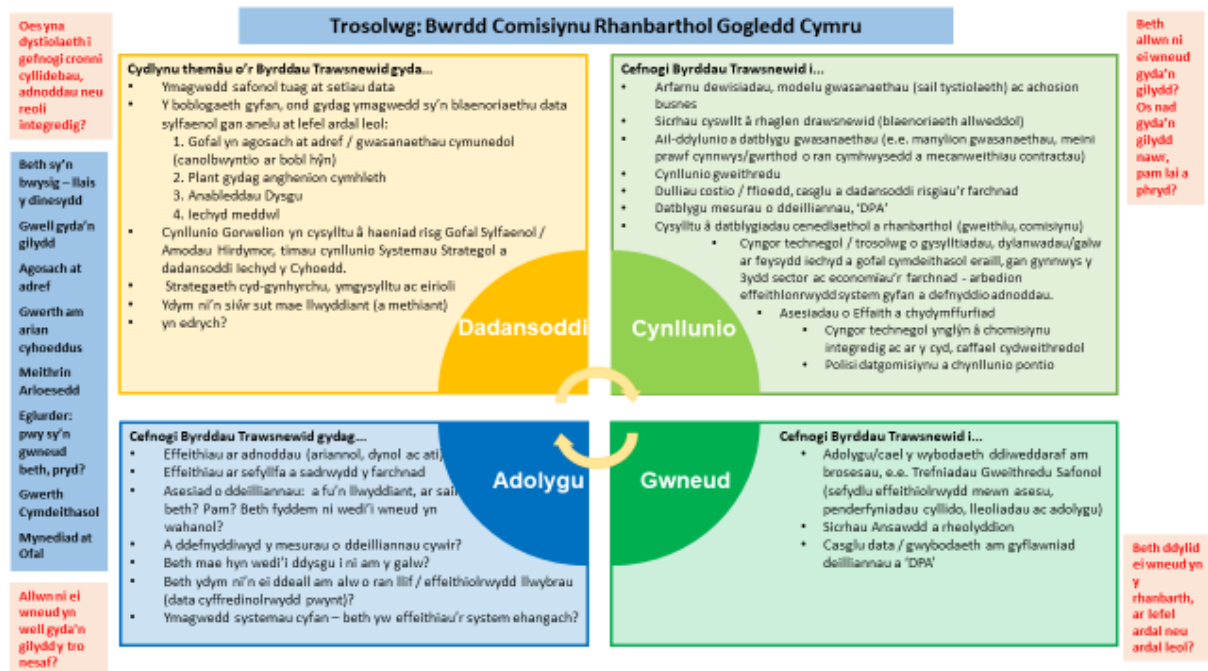 Trosolwg: Bwrdd Comisiynu Rhanbarthol Gogledd Cymru
Oes yna
dystiolaeth i
gefnogi cronni
cyllidebau,
adnoddau neu
reoli
integredig?
Beth sy'n
bwysig – llais
y dinesydd
Gwell gyda'n
gilydd
Agosach at
adref
Gwerth am
arian
cyhoeddus
Meithrin
Arloesedd
Eglurder:
pwy sy'n
gwneud
beth, pryd?
Gwerth
Cymdeithasol
Mynediad at
Ofal
Allwn ni ei
wneud yn
well gyda'n
gilydd y tro
nesaf?
Cydlynu themâu o'r Byrddau Trawsnewid gyda...
• Ymagwedd safonol tuag at setiau data
• Y boblogaeth gyfan, ond gydag ymagwedd sy'n blaenoriaethu data
sylfaenol gan anelu at lefel ardal leol:
1. Gofal yn agosach at adref / gwasanaethau cymunedol
(canolbwyntio ar bobl hŷn)
2. Plant gydag anghenion cymhleth
3. Anableddau Dysgu
4. Iechyd meddwl
• Cynllunio Gorwelion yn cysylltu â haeniad risg Gofal Sylfaenol /
Amodau Hirdymor, timau cynllunio Systemau Strategol a
dadansoddi Iechyd y Cyhoedd.
• Strategaeth cyd-gynhyrchu, ymgysylltu ac eirioli
• Ydym ni'n siŵr sut mae llwyddiant (a methiant)
• yn edrych?
Dadansoddi
Cefnogi Byrddau Trawsnewid i...
• Arfarnu dewisiadau, modelu gwasanaethau (sail tystiolaeth) ac achosion
busnes
• Sicrhau cyswllt â rhaglen drawsnewid (blaenoriaeth allweddol)
• Ail-ddylunio a datblygu gwasanaethau (e.e. manylion gwasanaethau, meini
prawf cynnwys/gwrthod o ran cymhwysedd a mecanweithiau contractau)
• Cynllunio gweithredu
• Dulliau costio / ffioedd, casglu a dadansoddi risgiau'r farchnad
• Datblygu mesurau o ddeilliannau, 'DPA'
• Cysylltu â datblygiadau cenedlaethol a rhanbarthol (gweithlu, comisiynu)
• Cyngor technegol / trosolwg o gysylltiadau, dylanwadau/galw
ar feysydd iechyd a gofal cymdeithasol eraill, gan gynnwys y
3ydd sector ac economïau'r farchnad - arbedion
effeithlonrwydd system gyfan a defnyddio adnoddau.
• Asesiadau o Effaith a chydymffurfiad
• Cyngor technegol ynglŷn â chomisiynu
integredig ac ar y cyd, caffael cydweithredol
• Polisi datgomisiynu a chynllunio pontio
Cynllunio
Cefnogi Byrddau Trawsnewid gydag...
• Effeithiau ar adnoddau (ariannol, dynol ac ati)
• Effeithiau ar sefyllfa a sadrwydd y farchnad
• Asesiad o ddeilliannau: a fu'n llwyddiant, ar sail
beth? Pam? Beth fyddem ni wedi'i wneud yn
wahanol?
• A ddefnyddiwyd y mesurau o ddeilliannau cywir?
• Beth mae hyn wedi'i ddysgu i ni am y galw?
• Beth ydym ni'n ei ddeall am alw o ran llif / effeithiolrwydd llwybrau
(data cyffredinolrwydd pwynt)?
• Ymagwedd systemau cyfan – beth yw effeithiau'r system ehangach?
Adolygu
Cefnogi Byrddau Trawsnewid i...
• Adolygu/cael y wybodaeth ddiweddaraf am
brosesau, e.e. Trefniadau Gweithredu Safonol
(sefydlu effeithiolrwydd mewn asesu,
penderfyniadau cyllido, lleoliadau ac adolygu)
• Sicrhau Ansawdd a rheolyddion
• Casglu data / gwybodaeth am gyflawniad
deilliannau a 'DPA'
Gwneud
Beth
allwn ni
ei wneud
gyda'n
gilydd?
Os nad
gyda'n
gilydd
nawr,
pam lai a
phryd?
Beth ddylid
ei wneud yn
y
rhanbarth,
ar lefel
ardal neu
ardal leol?